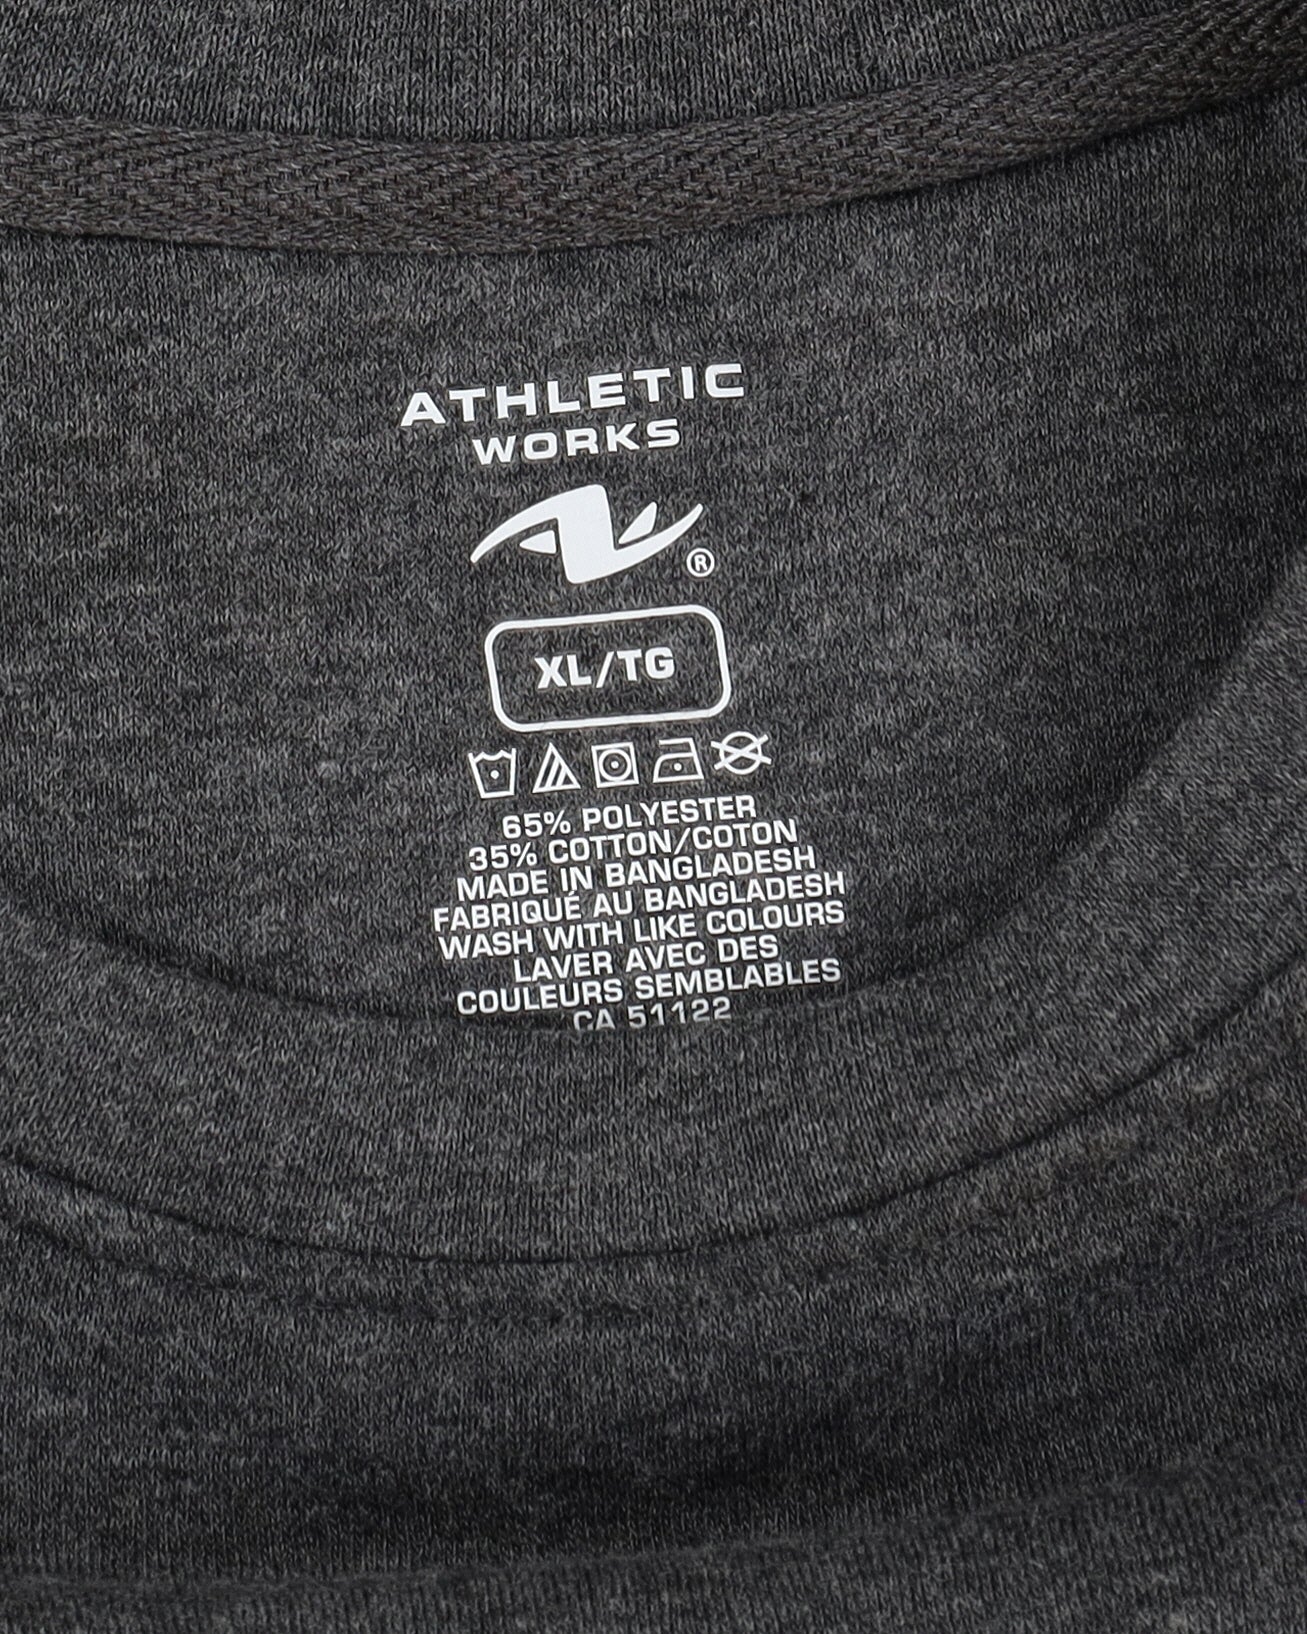 ATHLETIC
WORKS
®
XL/TG
65% POLYESTER
35% COTTON/COTON
MADE IN BANGLADESH
FABRIQUÉ AU BANGLADESH
WASH WITH LIKE COLOURS
LAVER AVEC DES
COULEURS SEMBLABLES
CA 51122